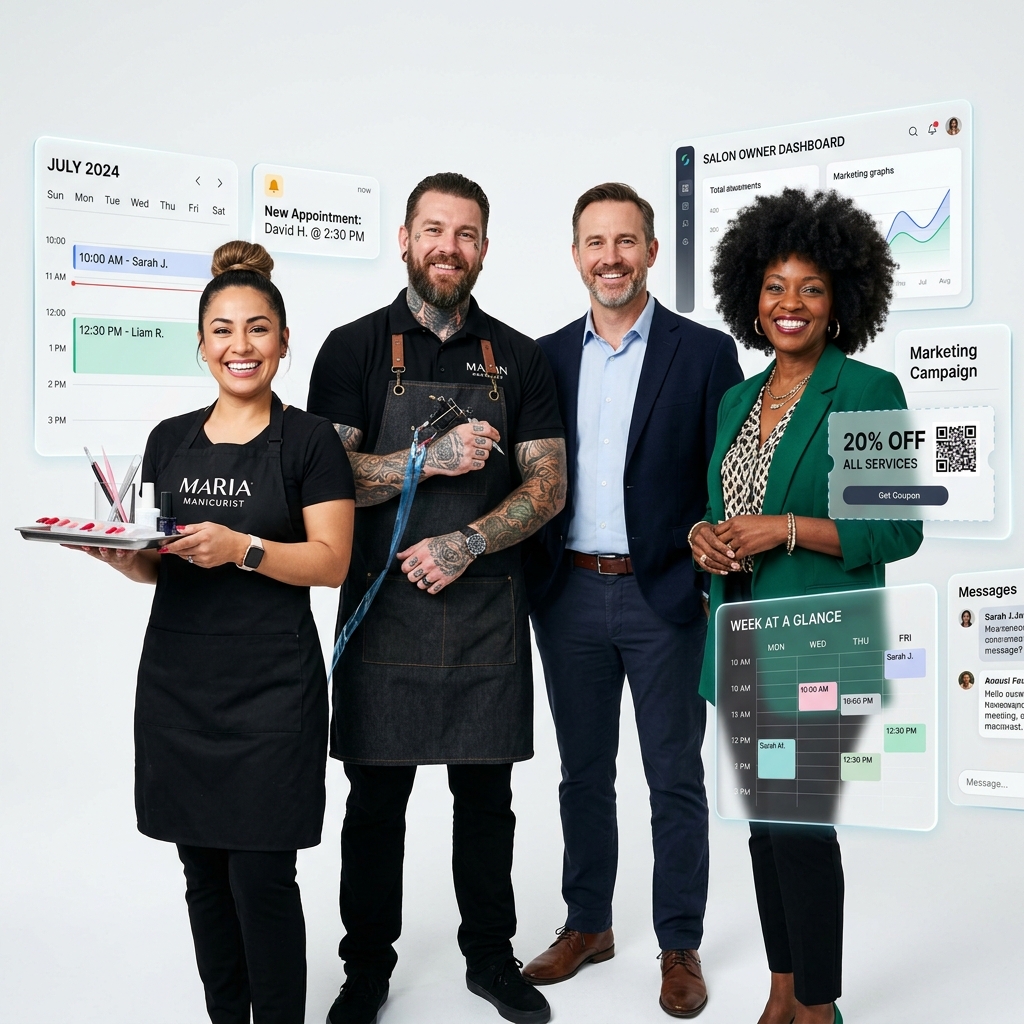 JULY 2024
Sun Mon Tue Wed Thu Fri Sat
10:00
10:00 AM - Sarah J.
11 AM
12:00
12:30 PM - Liam R.
1 PM
2 PM
3 PM
now
New Appointment:
David H. @ 2:30 PM
MARIA
MANICURIST
SALON OWNER DASHBOARD
Total
Marketing graphs
400
300
Jul Aug
Marketing
Campaign
20% OFF
ALL SERVICES
Get Coupon
WEEK AT A GLANCE
MON WED THU FRI
10 AM
Sarah J.
10 AM
10:00 AM
12 PM
12:30 PM
12:30 PM
Messages
Sarah J.
message?
Hello
meeting,
Message...